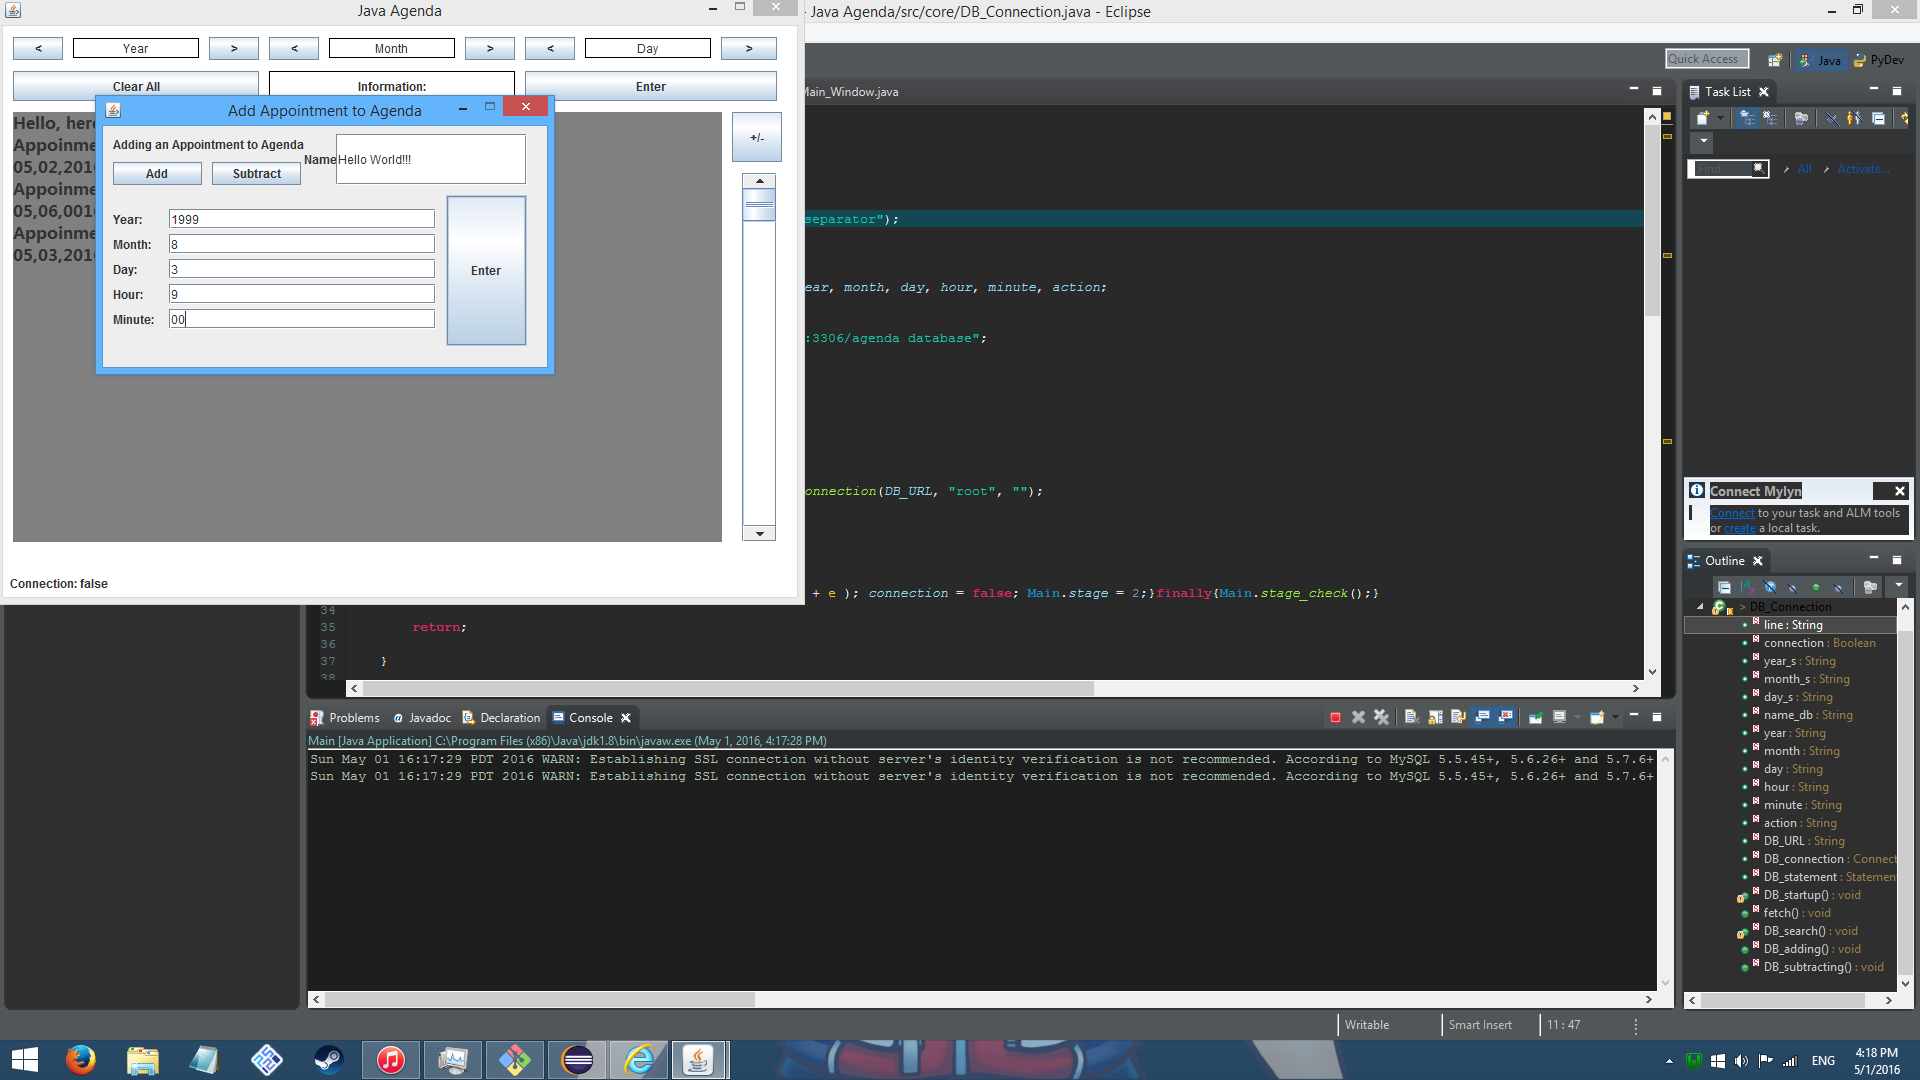 Java Agenda
- Java Agenda/src/core/DB_Connection.java - Eclipse
< Year > < Month > < Day >
Clear All Information: Enter
Quick Access Java PyDev
Add Appointment to Agenda
Adding an Appointment to Agenda
Name Hello World!!!
Add Subtract
Year: 1999
Month: 8
Day: 3
Hour: 9
Minute: 00
Enter
Hello, here
Appoinme
05,02,201
Appoinme
05,06,001
Appoinme
05,03,201
+/-
Connection: false
Main_Window.java
separator");
ear, month, day, hour, minute, action;
:3306/agenda database";
onnection(DB_URL, "root", "");
+ e ); connection = false; Main.stage = 2;}finally{Main.stage_check();}
34
35 return;
36
37 }
38
Task List
Find All Activate...
Connect Mylyn
Connect to your task and ALM tools
or create a local task.
Outline
> DB_Connection
line : String
connection : Boolean
year_s : String
month_s : String
day_s : String
name_db : String
year : String
month : String
day : String
hour : String
minute : String
action : String
DB_URL : String
DB_connection : Connect
DB_statement : Statemen
DB_startup() : void
fetch() : void
DB_search() : void
DB_adding() : void
DB_subtracting() : void
Problems @ Javadoc Declaration Console
Main [Java Application] C:\Program Files (x86)\Java\jdk1.8\bin\javaw.exe (May 1, 2016, 4:17:28 PM)
Sun May 01 16:17:29 PDT 2016 WARN: Establishing SSL connection without server's identity verification is not recommended. According to MySQL 5.5.45+, 5.6.26+ and 5.7.6+
Sun May 01 16:17:29 PDT 2016 WARN: Establishing SSL connection without server's identity verification is not recommended. According to MySQL 5.5.45+, 5.6.26+ and 5.7.6+
Writable Smart Insert 11 : 47
ENG 4:18 PM
5/1/2016